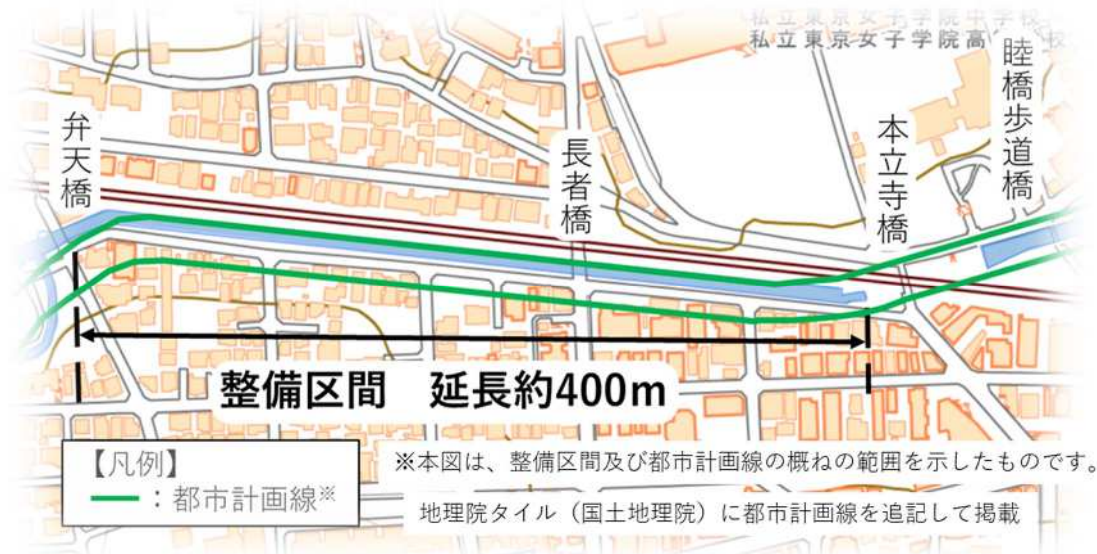 私立東京女子学院中学校
私立東京女子学院高
校
睦橋歩道橋
弁天橋
長者橋
本立寺橋
整備区間　延長約400m
【凡例】
：都市計画線※
※本図は、整備区間及び都市計画線の概ねの範囲を示したものです。
地理院タイル（国土地理院）に都市計画線を追記して掲載